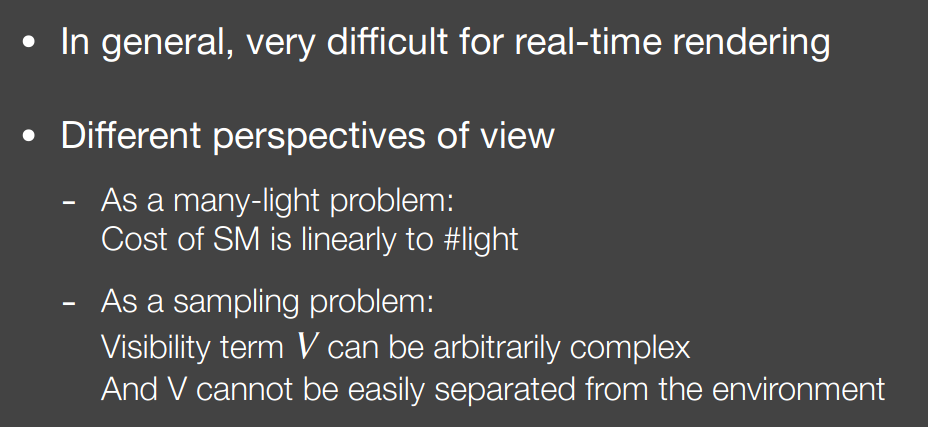 • In general, very difficult for real-time rendering
• Different perspectives of view
- As a many-light problem:
Cost of SM is linearly to #light
- As a sampling problem:
Visibility term V can be arbitrarily complex
And V cannot be easily separated from the environment